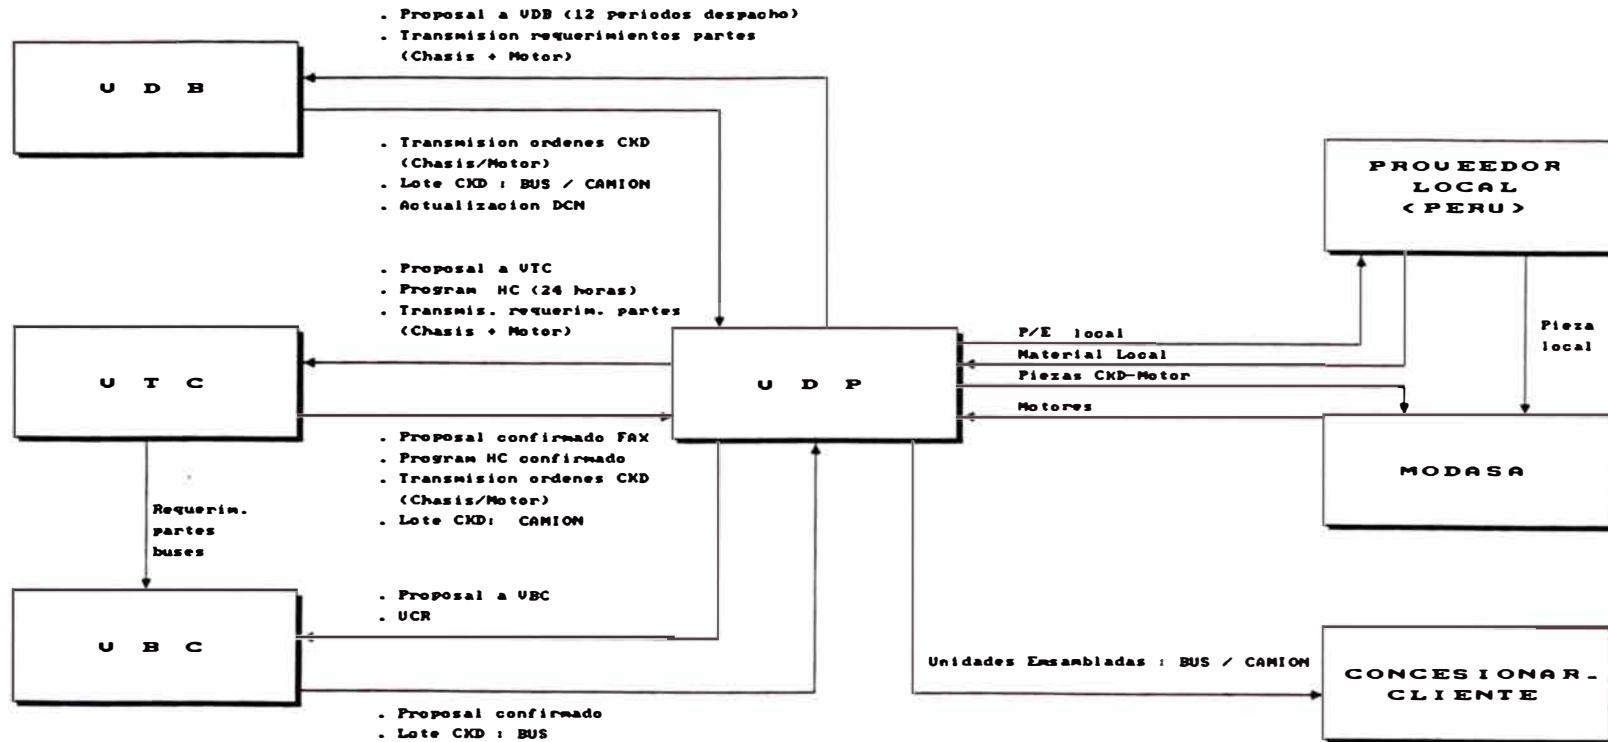 . Proposal a VDB (12 periodos despacho)
. Transmision requerimientos partes
(Chasis + Motor)
V D B
. Transmision ordenes CKD
(Chasis/Motor)
. Lote CKD : BUS / CAMION
. Actualizacion DCN
PROVEEDOR
LOCAL
(PERU)
. Proposal a VTC
. Program HC (24 horas)
. Transmis. requerim. partes
(Chasis + Motor)
P/E local
Material Local
Piezas CKD-Motor
Motores
Pieza
local
V T C
V D P
. Proposal confirmado FAX
. Program HC confirmado
. Transmision ordenes CKD
(Chasis/Motor)
. Lote CKD: CAMION
MODASA
Requerim.
partes
buses
. Proposal a VBC
. VCR
V B C
Unidades Emsambladas : BUS / CAMION
CONCESIONAR-
CLIENTE
. Proposal confirmado
. Lote CKD : BUS